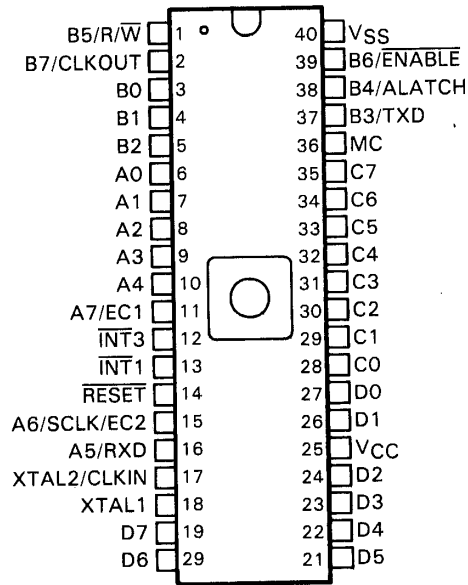 B5/R/W̅ 1 40 VSS
B7/CLKOUT 2 39 B6/E̅N̅A̅B̅L̅E̅
B0 3 38 B4/ALATCH
B1 4 37 B3/TXD
B2 5 36 MC
A0 6 35 C7
A1 7 34 C6
A2 8 33 C5
A3 9 32 C4
A4 10 31 C3
A7/EC1 11 30 C2
I̅N̅T̅3 12 29 C1
I̅N̅T̅1 13 28 C0
R̅E̅S̅E̅T̅ 14 27 D0
A6/SCLK/EC2 15 26 D1
A5/RXD 16 25 VCC
XTAL2/CLKIN 17 24 D2
XTAL1 18 23 D3
D7 19 22 D4
D6 29 21 D5